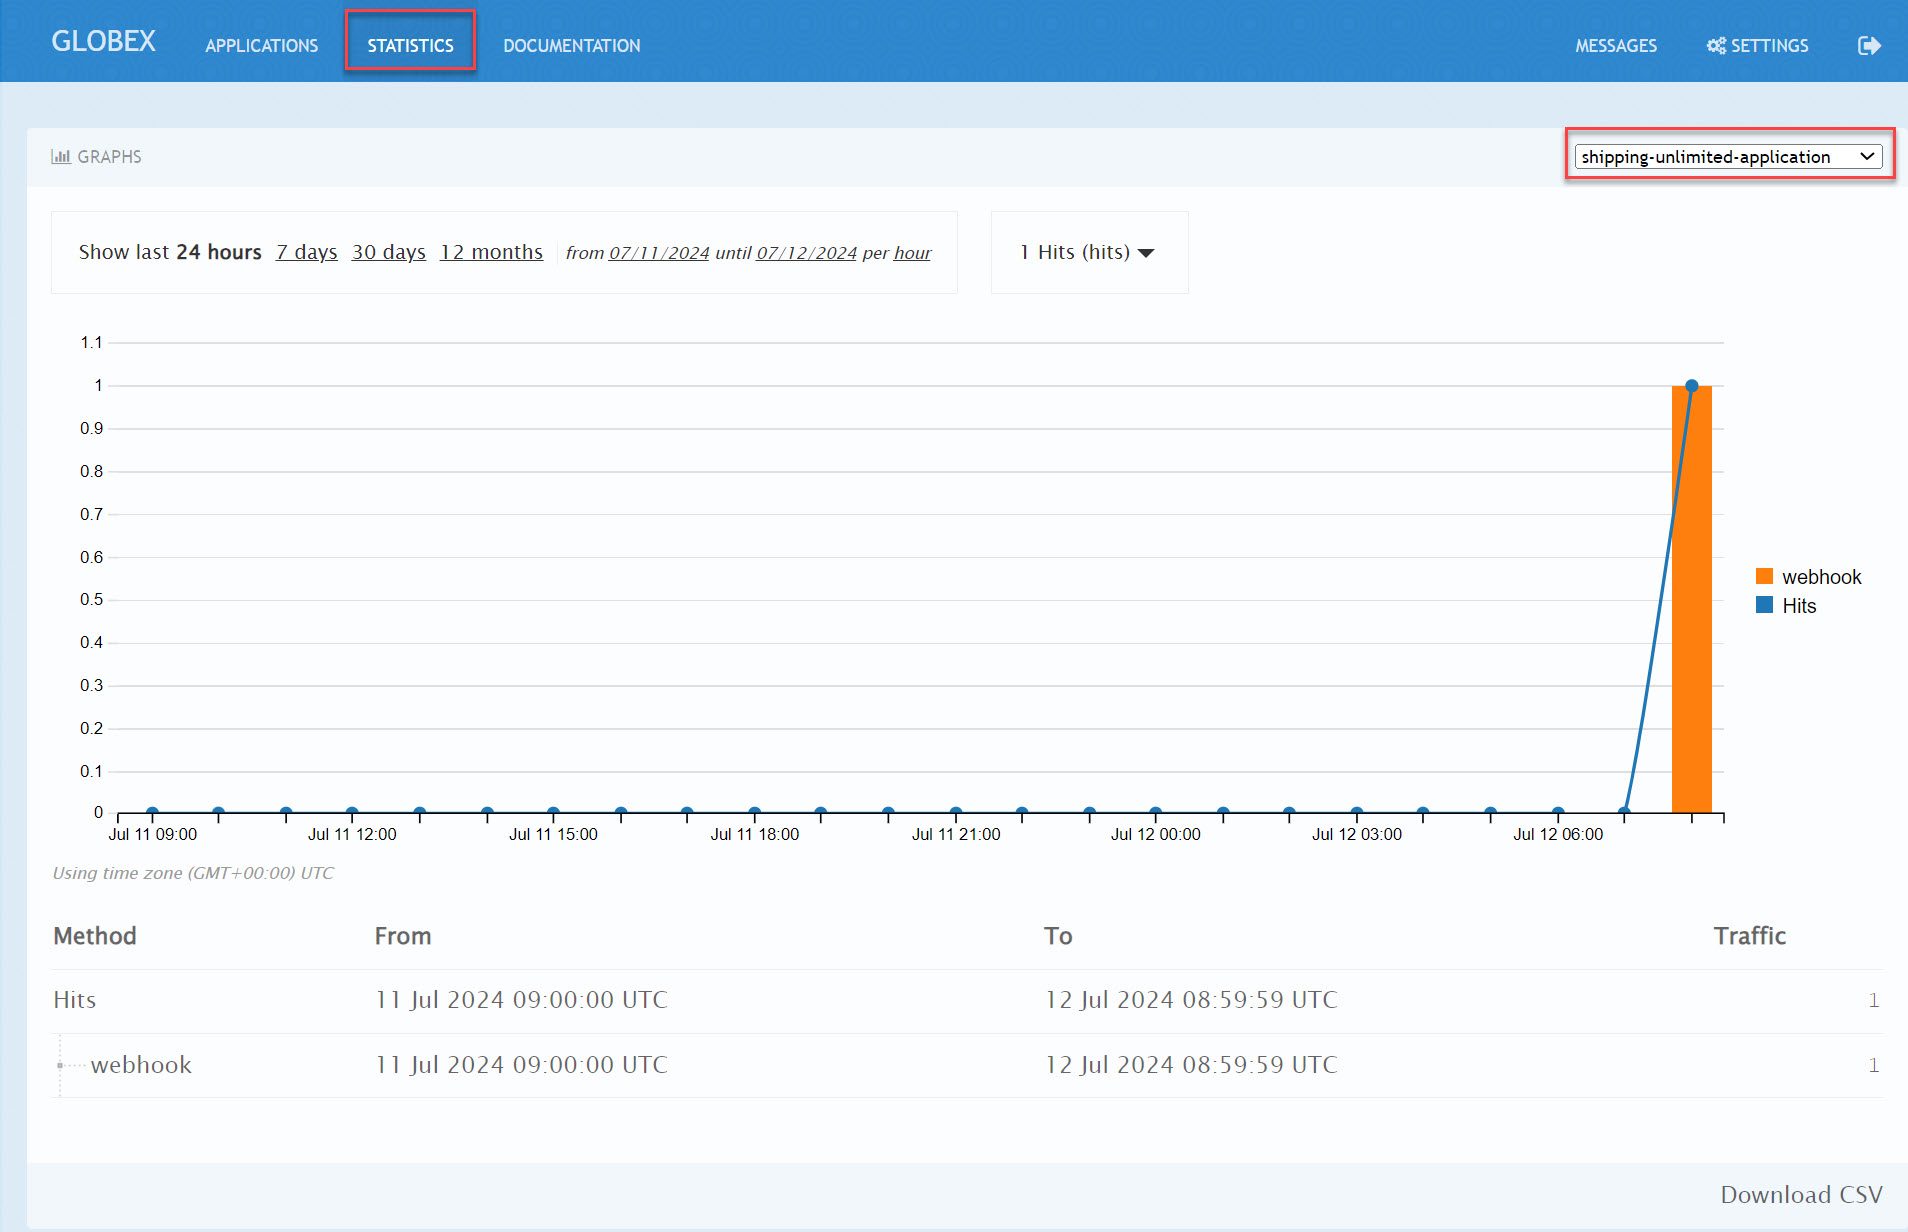 GLOBEX APPLICATIONS STATISTICS DOCUMENTATION MESSAGES SETTINGS
GRAPHS shipping-unlimited-application
Show last 24 hours 7 days 30 days 12 months from 07/11/2024 until 07/12/2024 per hour 1 Hits (hits)
1.1
1
0.9
0.8
0.7
0.6
0.5
0.4
0.3
0.2
0.1
0
webhook
Hits
Jul 11 09:00 Jul 11 12:00 Jul 11 15:00 Jul 11 18:00 Jul 11 21:00 Jul 12 00:00 Jul 12 03:00 Jul 12 06:00
Using time zone (GMT+00:00) UTC
Method From To Traffic
Hits 11 Jul 2024 09:00:00 UTC 12 Jul 2024 08:59:59 UTC 1
webhook 11 Jul 2024 09:00:00 UTC 12 Jul 2024 08:59:59 UTC 1
Download CSV